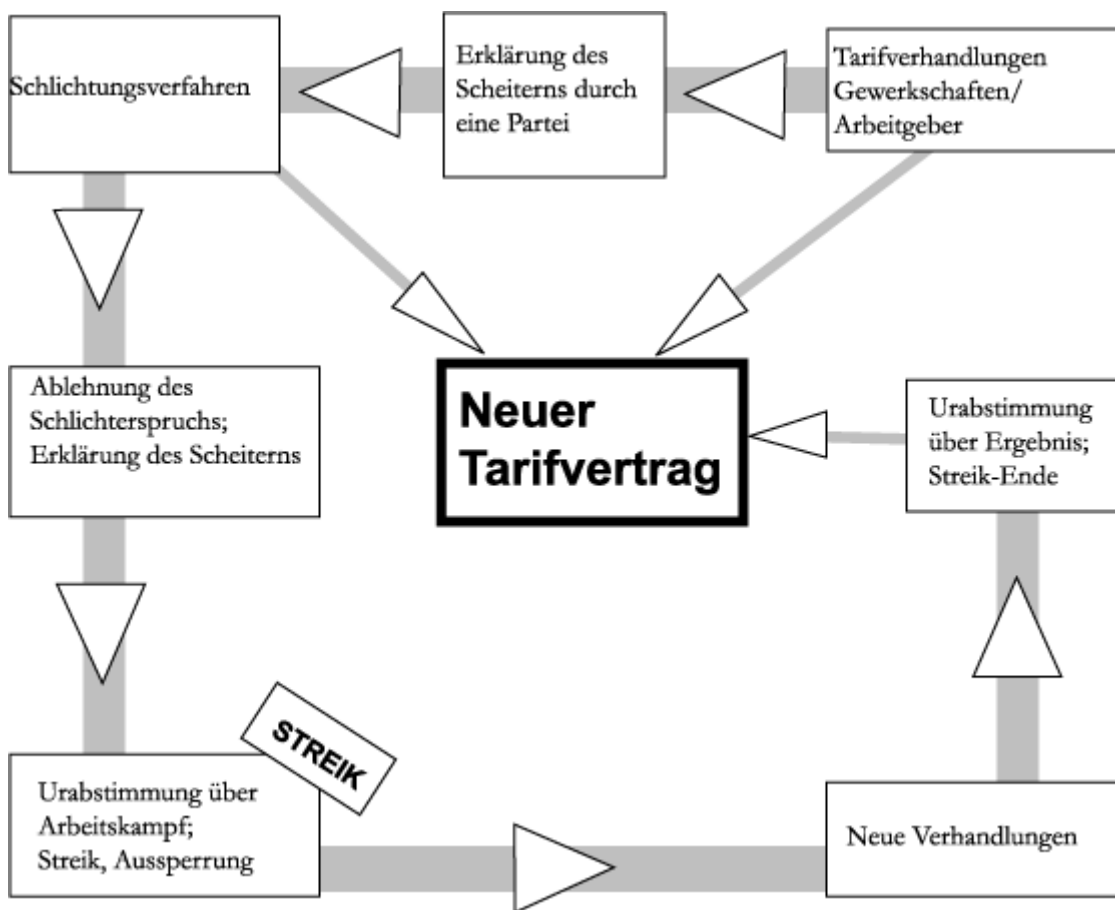 Schlichtungsverfahren
Erklärung des
Scheiterns durch
eine Partei
Tarifverhandlungen
Gewerkschaften/
Arbeitgeber
Ablehnung des
Schlichterspruchs;
Erklärung des Scheiterns
Neuer
Tarifvertrag
Urabstimmung
über Ergebnis;
Streik-Ende
STREIK
Urabstimmung über
Arbeitskampf;
Streik, Aussperrung
Neue Verhandlungen